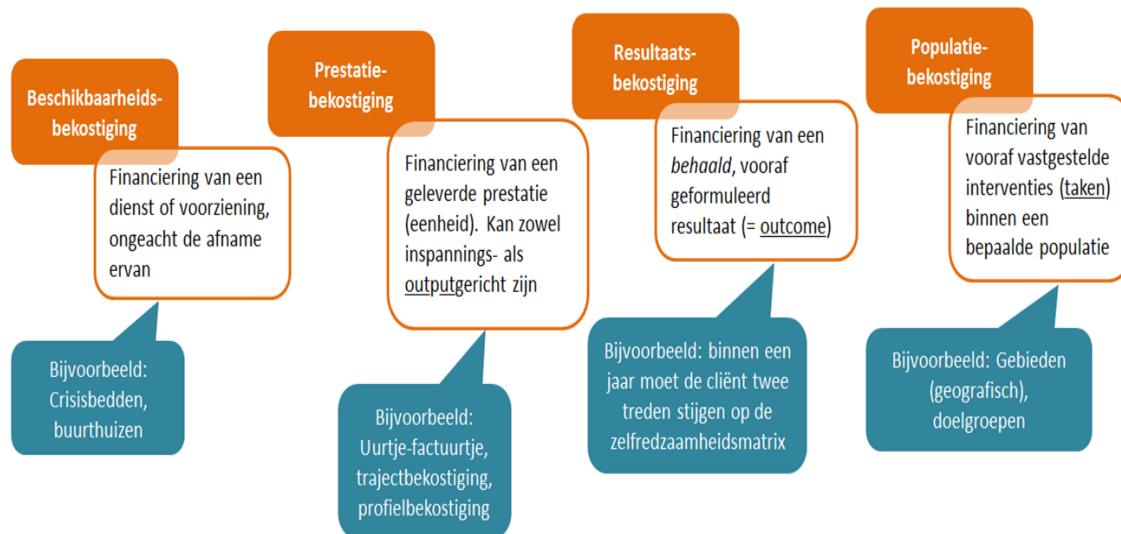 Beschikbaarheids-
bekostiging
Financiering van een
dienst of voorziening,
ongeacht de afname
ervan
Bijvoorbeeld:
Crisisbedden,
buurthuizen
Prestatie-
bekostiging
Financiering van een
geleverde prestatie
(eenheid). Kan zowel
inspannings- als
outputgericht zijn
Bijvoorbeeld:
Uurtje-factuurtje,
trajectbekostiging,
profielbekostiging
Resultaats-
bekostiging
Financiering van een
behaald, vooraf
geformuleerd
resultaat (= outcome)
Bijvoorbeeld: binnen een
jaar moet de cliënt twee
treden stijgen op de
zelfredzaamheidsmatrix
Populatie-
bekostiging
Financiering van
vooraf vastgestelde
interventies (taken)
binnen een
bepaalde populatie
Bijvoorbeeld: Gebieden
(geografisch),
doelgroepen